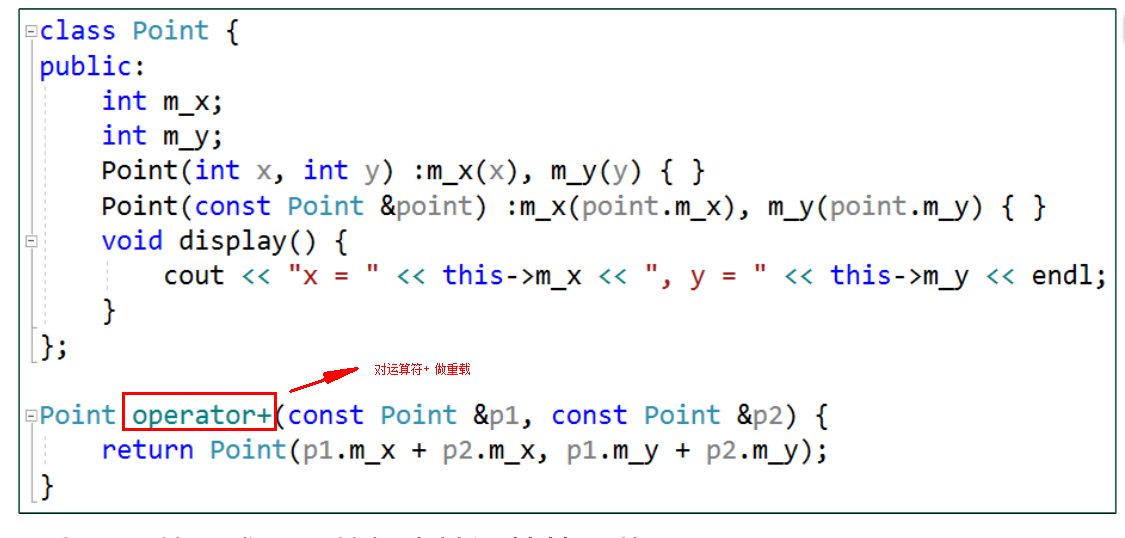 class Point {
public:
    int m_x;
    int m_y;
    Point(int x, int y) :m_x(x), m_y(y) { }
    Point(const Point &point) :m_x(point.m_x), m_y(point.m_y) { }
    void display() {
        cout << "x = " << this->m_x << ", y = " << this->m_y << endl;
    }
};
对运算符+ 做重载
Point operator+(const Point &p1, const Point &p2) {
    return Point(p1.m_x + p2.m_x, p1.m_y + p2.m_y);
}